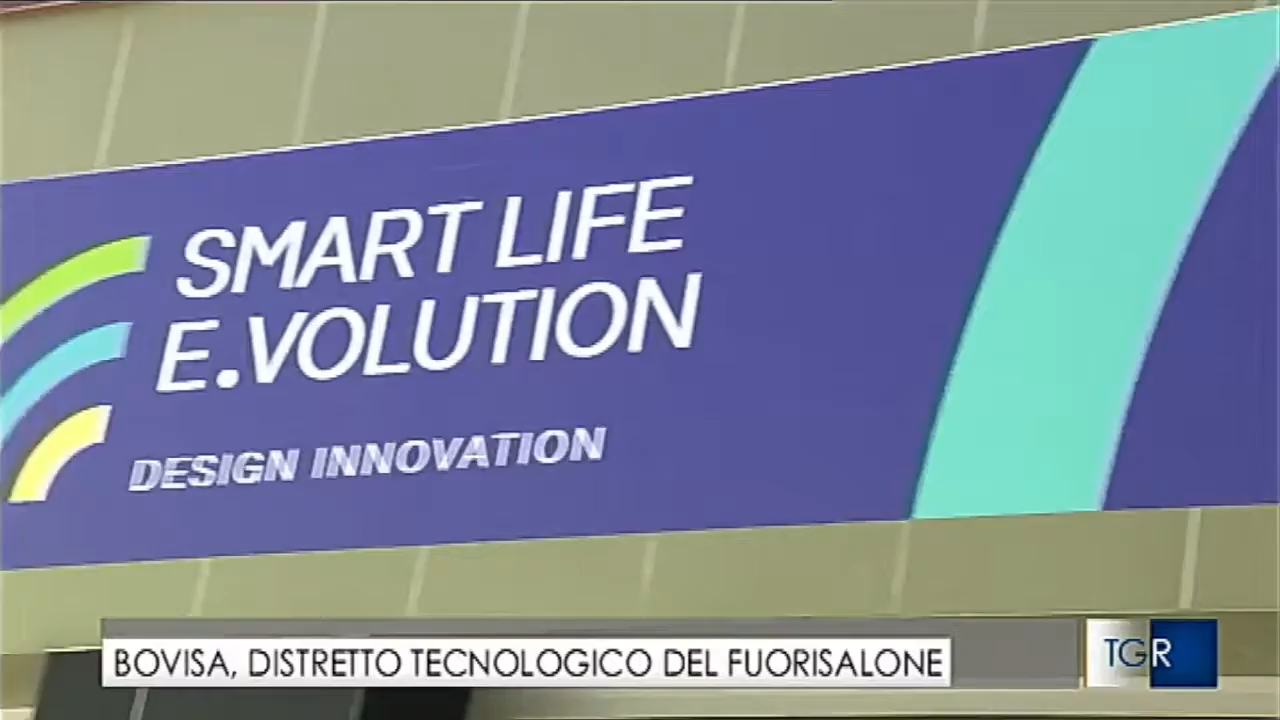 SMART LIFE
E.VOLUTION
DESIGN INNOVATION
BOVISA, DISTRETTO TECNOLOGICO DEL FUORISALONE
TGR